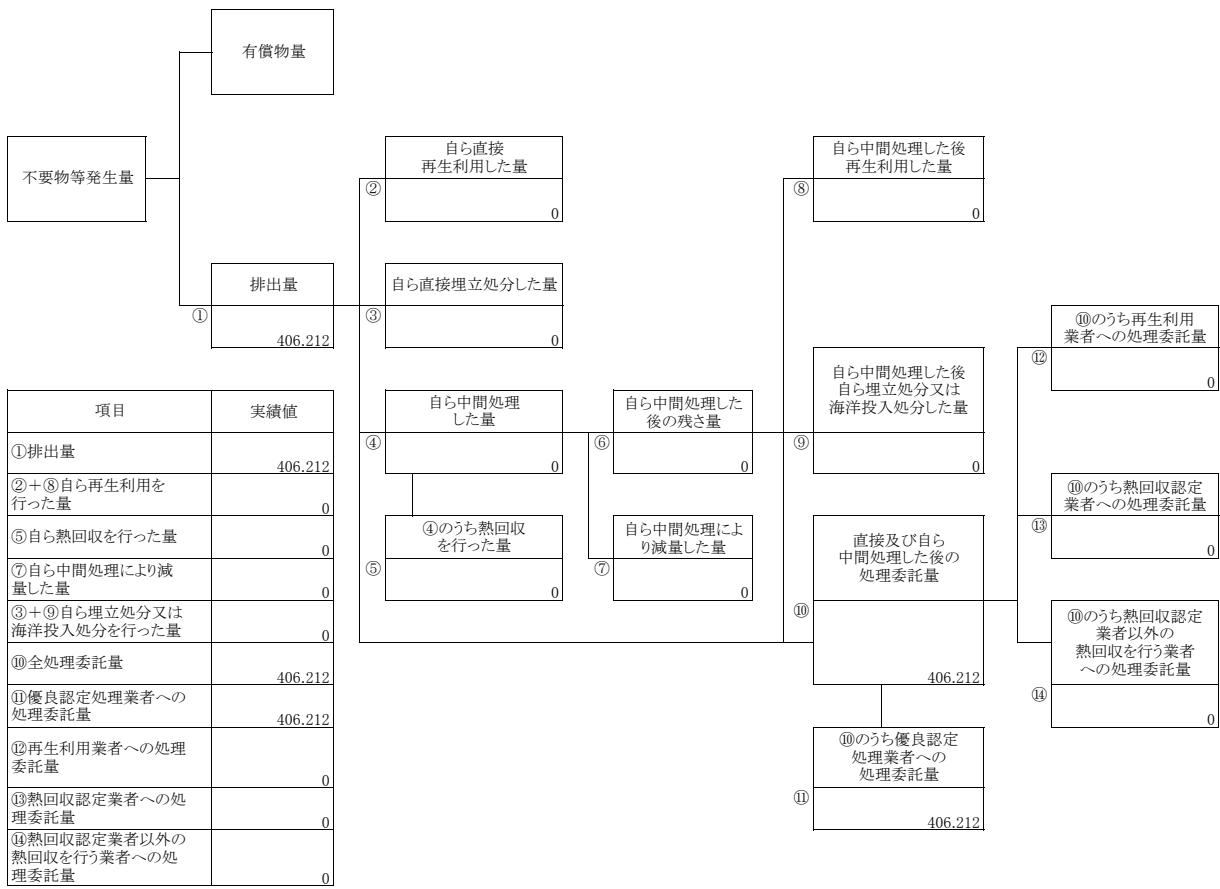 有償物量
不要物等発生量
自ら直接
再生利用した量
②
0
自ら中間処理した後
再生利用した量
⑧
0
排出量
①
406.212
自ら直接埋立処分した量
③
0
⑩のうち再生利用
業者への処理委託量
⑫
0
自ら中間処理
した量
④
0
自ら中間処理した
後の残さ量
⑥
0
自ら中間処理した後
自ら埋立処分又は
海洋投入処分した量
⑨
0
⑩のうち熱回収認定
業者への処理委託量
⑬
0
④のうち熱回収
を行った量
⑤
0
自ら中間処理によ
り減量した量
⑦
0
直接及び自ら
中間処理した後の
処理委託量
⑩
406.212
⑩のうち熱回収認定
業者以外の
熱回収を行う業者
への処理委託量
⑭
0
⑩のうち優良認定
処理業者への
処理委託量
⑪
406.212
項目 実績値
①排出量
406.212
②+⑧自ら再生利用を
行った量
0
⑤自ら熱回収を行った量
0
⑦自ら中間処理により減
量した量
0
③+⑨自ら埋立処分又は
海洋投入処分を行った量
0
⑩全処理委託量
406.212
⑪優良認定処理業者への
処理委託量
406.212
⑫再生利用業者への処理
委託量
0
⑬熱回収認定業者への処
理委託量
0
⑭熱回収認定業者以外の
熱回収を行う業者への処
理委託量
0